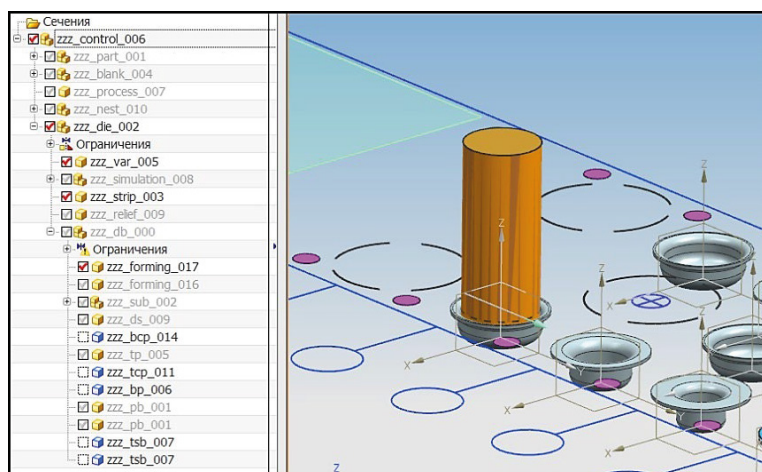 Сечения
zzz_control_006
zzz_part_001
zzz_blank_004
zzz_process_007
zzz_nest_010
zzz_die_002
Ограничения
zzz_var_005
zzz_simulation_008
zzz_strip_003
zzz_relief_009
zzz_db_000
Ограничения
zzz_forming_017
zzz_forming_016
zzz_sub_002
zzz_ds_009
zzz_bcp_014
zzz_tp_005
zzz_tcp_011
zzz_bp_006
zzz_pb_001
zzz_pb_001
zzz_tsb_007
zzz_tsb_007
Z
Z
Z
Z
X
X
Z
X
Y
X
X
Z